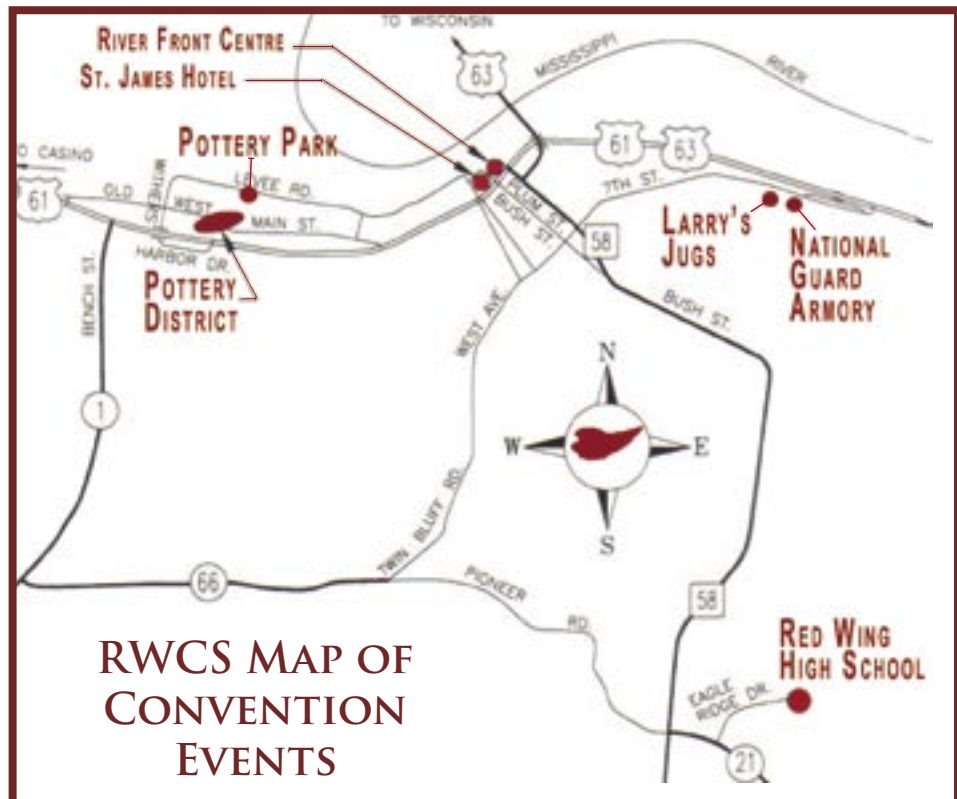 TO WISCONSIN
RIVER FRONT CENTRE
ST. JAMES HOTEL
63
MISSISSIPPI
RIVER
POTTERY PARK
61
63
O CASINO
61
OLD
WEST
MAIN ST.
WITHERS
LEVEE RD.
HARBOR DR.
PLUM ST.
BUSH ST.
7TH ST.
58
LARRY'S
JUGS
NATIONAL
GUARD
ARMORY
POTTERY
DISTRICT
BENCH ST.
WEST AVE.
BUSH ST.
N
W
E
S
1
TWIN BLUFF RD.
66
PIONEER
RD.
58
RED WING
HIGH SCHOOL
EAGLE
RIDGE DR.
21
RWCS MAP OF
CONVENTION
EVENTS